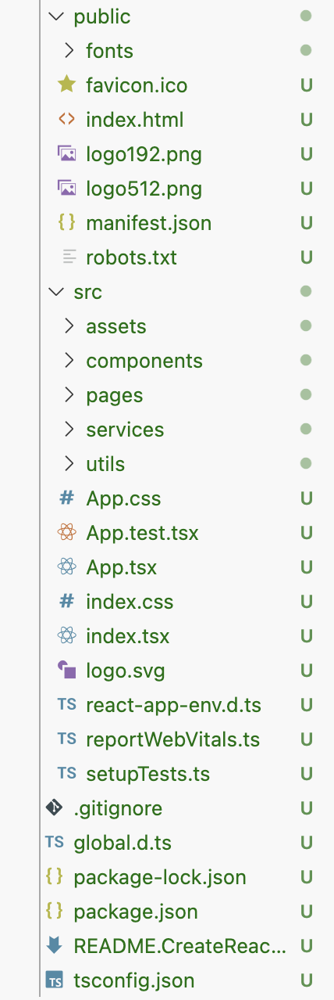 public
fonts
favicon.ico U
index.html U
logo192.png U
logo512.png U
manifest.json U
robots.txt U
src
assets
components
pages
services
utils
App.css U
App.test.tsx U
App.tsx U
index.css U
index.tsx U
logo.svg U
TS react-app-env.d.ts U
TS reportWebVitals.ts U
TS setupTests.ts U
.gitignore U
TS global.d.ts U
{} package-lock.json U
{} package.json U
README.CreateReac... U
TS tsconfig.json U